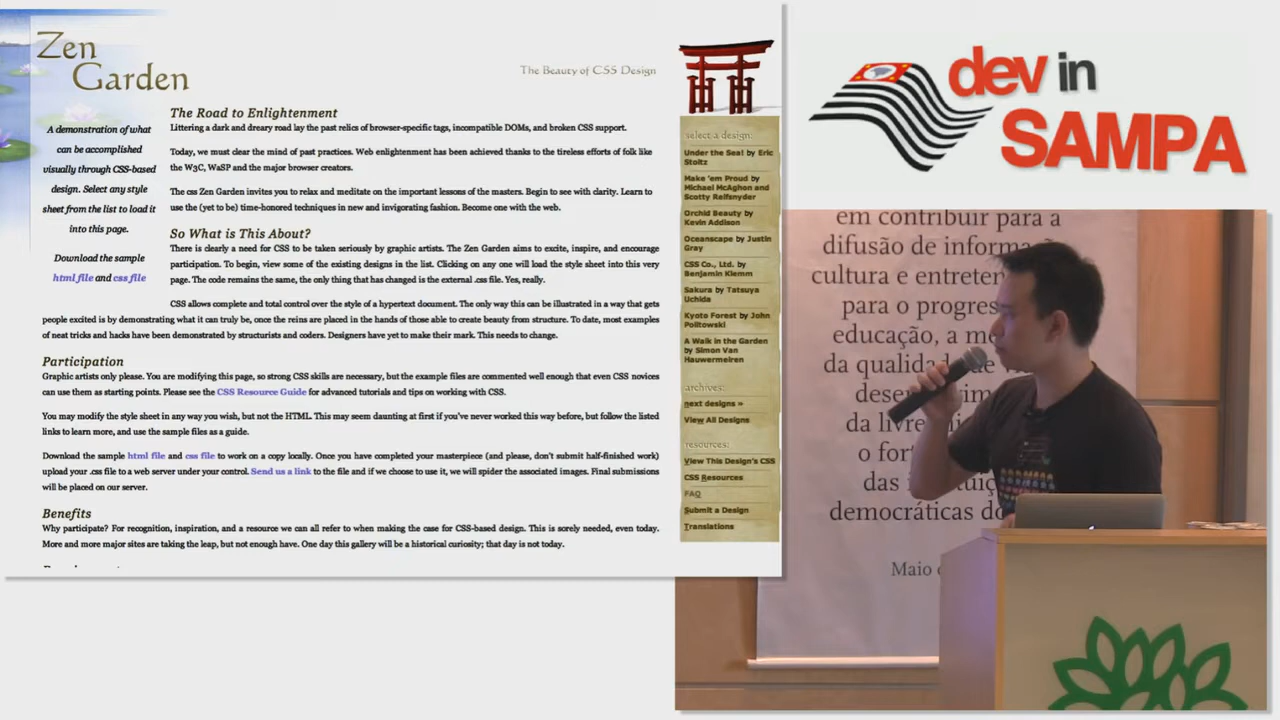 Zen
Garden
The Beauty of CSS Design
A demonstration of what
can be accomplished
visually through CSS-based
design. Select any style
sheet from the list to load it
into this page.
Download the sample
html file and css file
The Road to Enlightenment
Littering a dark and dreary road lay the past relics of browser-specific tags, incompatible DOMs, and broken CSS support.
Today, we must clear the mind of past practices. Web enlightenment has been achieved thanks to the tireless efforts of folk like
the W3C, WaSP and the major browser creators.
The css Zen Garden invites you to relax and meditate on the important lessons of the masters. Begin to see with clarity. Learn to
use the (yet to be) time-honored techniques in new and invigorating fashion. Become one with the web.
So What is This About?
There is clearly a need for CSS to be taken seriously by graphic artists. The Zen Garden aims to excite, inspire, and encourage
participation. To begin, view some of the existing designs in the list. Clicking on any one will load the style sheet into this very
page. The code remains the same, the only thing that has changed is the external .css file. Yes, really.
CSS allows complete and total control over the style of a hypertext document. The only way this can be illustrated in a way that gets
people excited is by demonstrating what it can truly be, once the reins are placed in the hands of those able to create beauty from structure. To date, most examples
of neat tricks and hacks have been demonstrated by structurists and coders. Designers have yet to make their mark. This needs to change.
Participation
Graphic artists only please. You are modifying this page, so strong CSS skills are necessary, but the example files are commented well enough that even CSS novices
can use them as starting points. Please see the CSS Resource Guide for advanced tutorials and tips on working with CSS.
You may modify the style sheet in any way you wish, but not the HTML. This may seem daunting at first if you've never worked this way before, but follow the listed
links to learn more, and use the sample files as a guide.
Download the sample html file and css file to work on a copy locally. Once you have completed your masterpiece (and please, don't submit half-finished work)
upload your .css file to a web server under your control. Send us a link to the file and if we choose to use it, we will spider the associated images. Final submissions
will be placed on our server.
Benefits
Why participate? For recognition, inspiration, and a resource we can all refer to when making the case for CSS-based design. This is sorely needed, even today.
More and more major sites are taking the leap, but not enough have. One day this gallery will be a historical curiosity; that day is not today.
select a design:
Under the Sea! by Eric
Stoltz
Make 'em Proud by
Michael McAghon and
Scotty Reifsnyder
Orchid Beauty by
Kevin Addison
Oceanscape by Justin
Gray
CSS Co., Ltd. by
Benjamin Klemm
Sakura by Tatsuya
Uchida
Kyoto Forest by John
Politowski
A Walk in the Garden
by Simon Van
Hauwermeiren
archives:
next designs »
View All Designs
resources:
View This Design's CSS
CSS Resources
FAQ
Submit a Design
Translations
dev in
SAMPA
em contribuir para a
difusão de
cultura e
para o
educação, a
da
da
o
das
democráticas
Maio